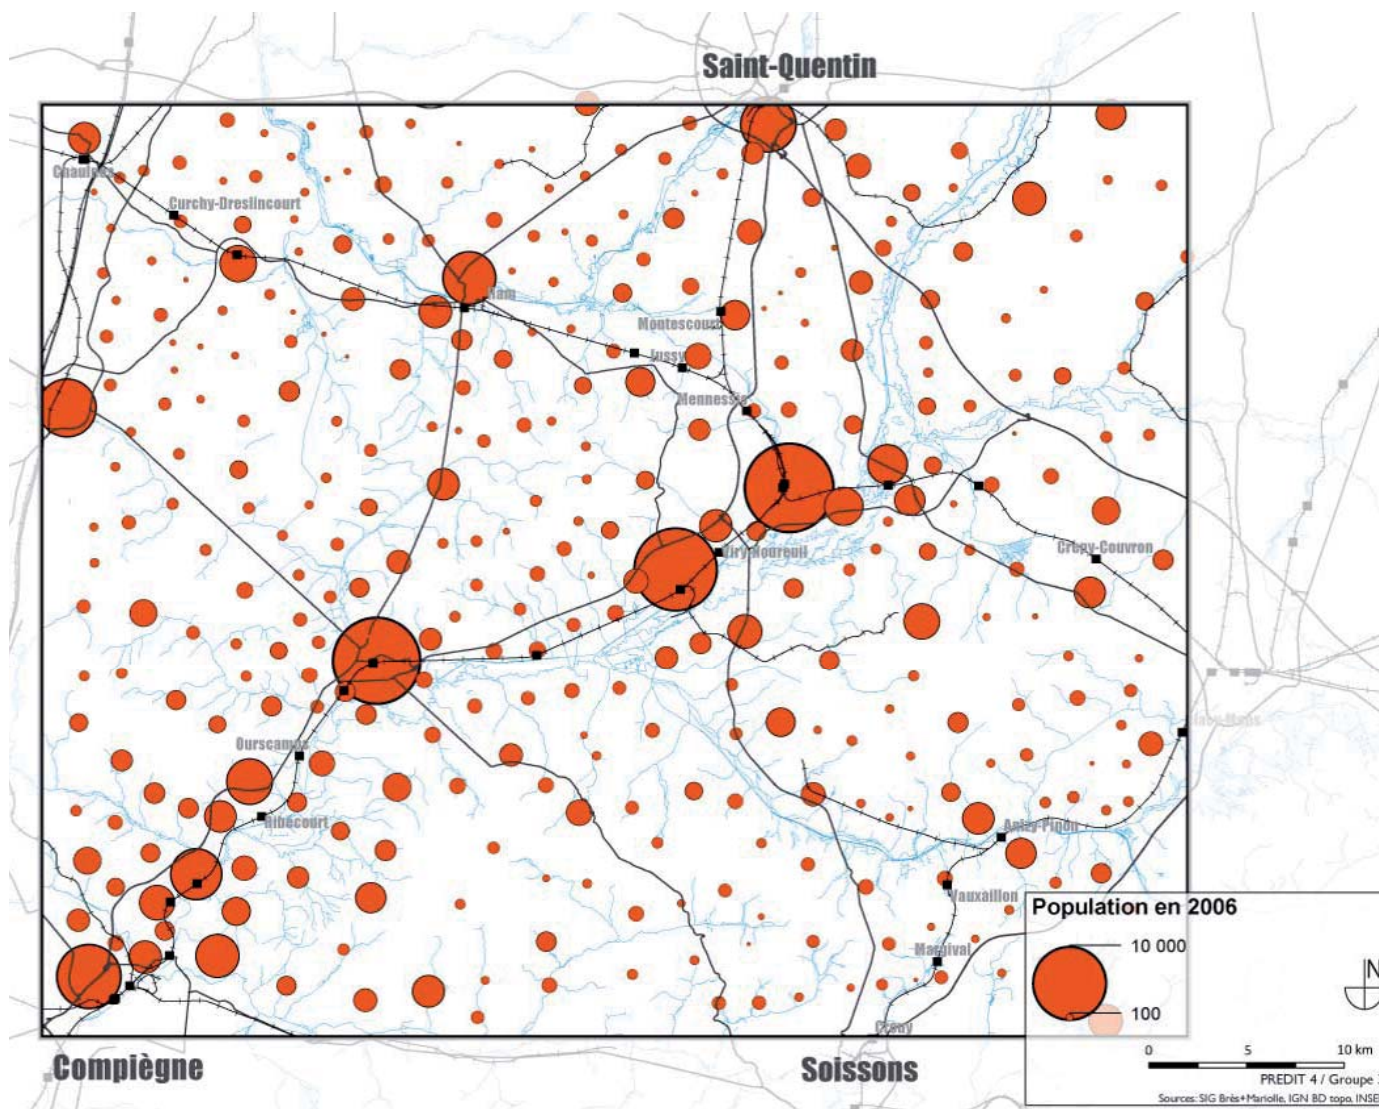 Saint-Quentin
Chaulnes
Curchy-Dreslincourt
Ham
Montescourt
Jussy
Mennessis
Viry-Noureuil
Crépy-Couvron
Ourscamps
Ribécourt
Anizy-Pinon
Vauxaillon
Margival
Crouy
Compiègne
Soissons
Population en 2006
10 000
100
N
0 5 10 km
PREDIT 4 / Groupe
Sources: SIG Brès+Mariolle, IGN BD topo, INSE